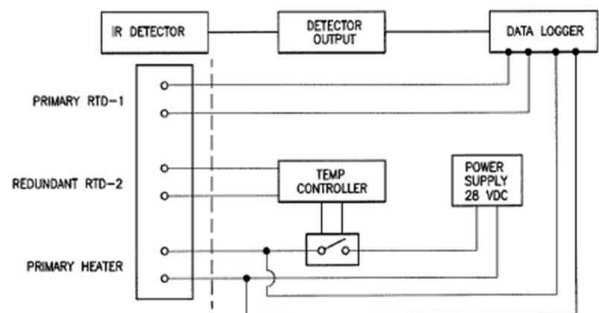 IR DETECTOR
DETECTOR
OUTPUT
DATA LOGGER
PRIMARY RTD-1
REDUNDANT RTD-2
TEMP
CONTROLLER
POWER
SUPPLY
28 VDC
PRIMARY HEATER